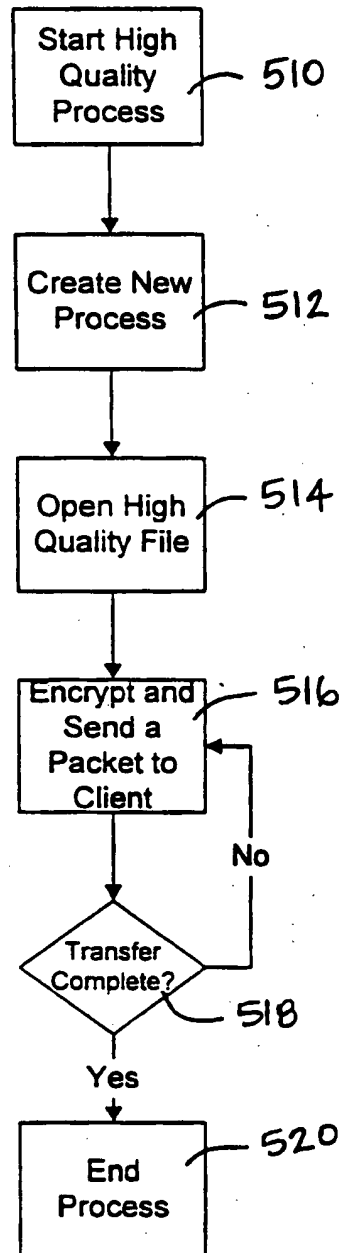 Start High
Quality
Process
510
Create New
Process
512
Open High
Quality File
514
Encrypt and
Send a
Packet to
Client
516
No
Transfer
Complete?
518
Yes
End
Process
520